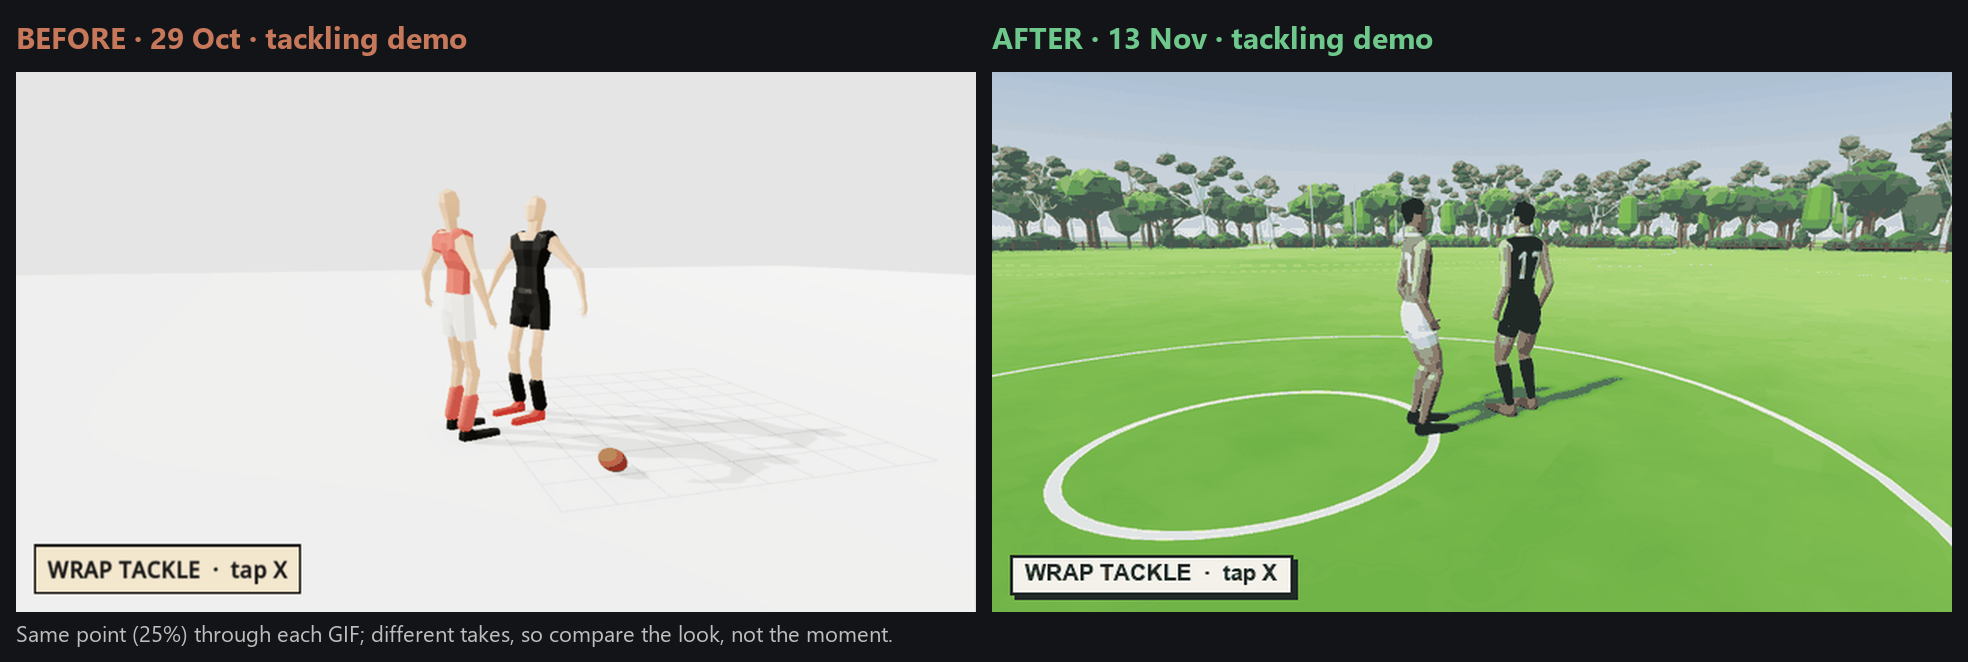 BEFORE · 29 Oct · tackling demo
AFTER · 13 Nov · tackling demo
17
WRAP TACKLE · tap X
WRAP TACKLE · tap X
Same point (25%) through each GIF; different takes, so compare the look, not the moment.